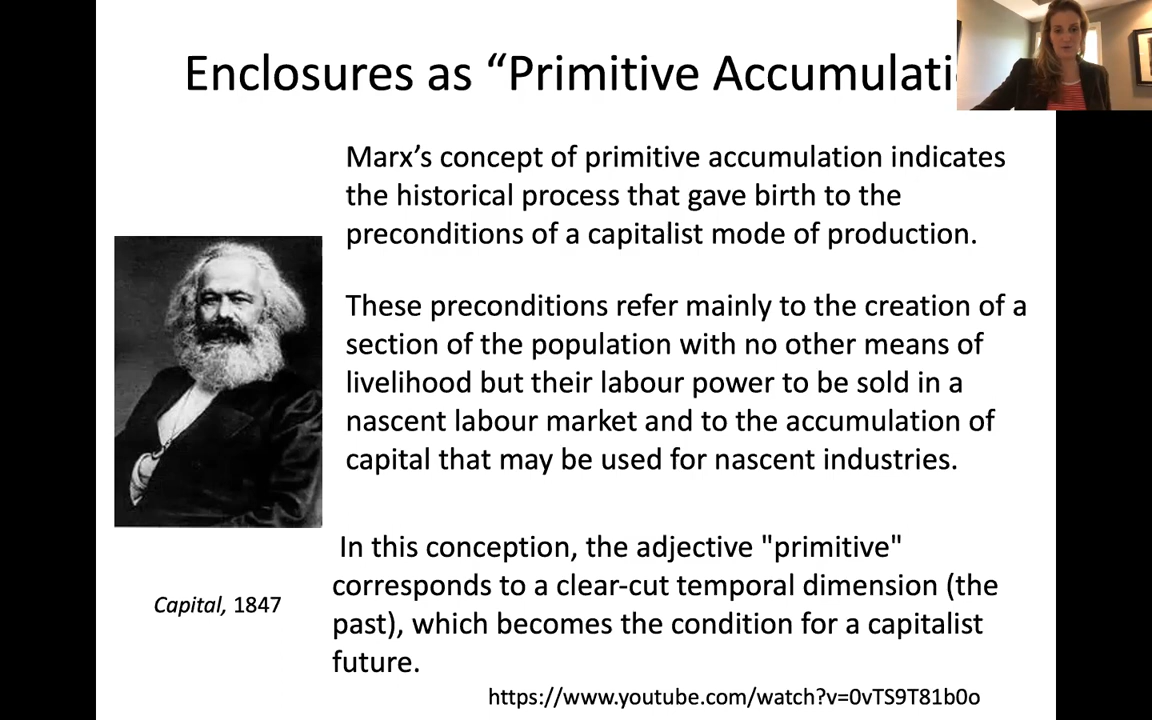 Enclosures as “Primitive Accumulati
Marx’s concept of primitive accumulation indicates
the historical process that gave birth to the
preconditions of a capitalist mode of production.
These preconditions refer mainly to the creation of a
section of the population with no other means of
livelihood but their labour power to be sold in a
nascent labour market and to the accumulation of
capital that may be used for nascent industries.
In this conception, the adjective "primitive"
corresponds to a clear-cut temporal dimension (the
past), which becomes the condition for a capitalist
future.
Capital, 1847
https://www.youtube.com/watch?v=0vTS9T81b0o